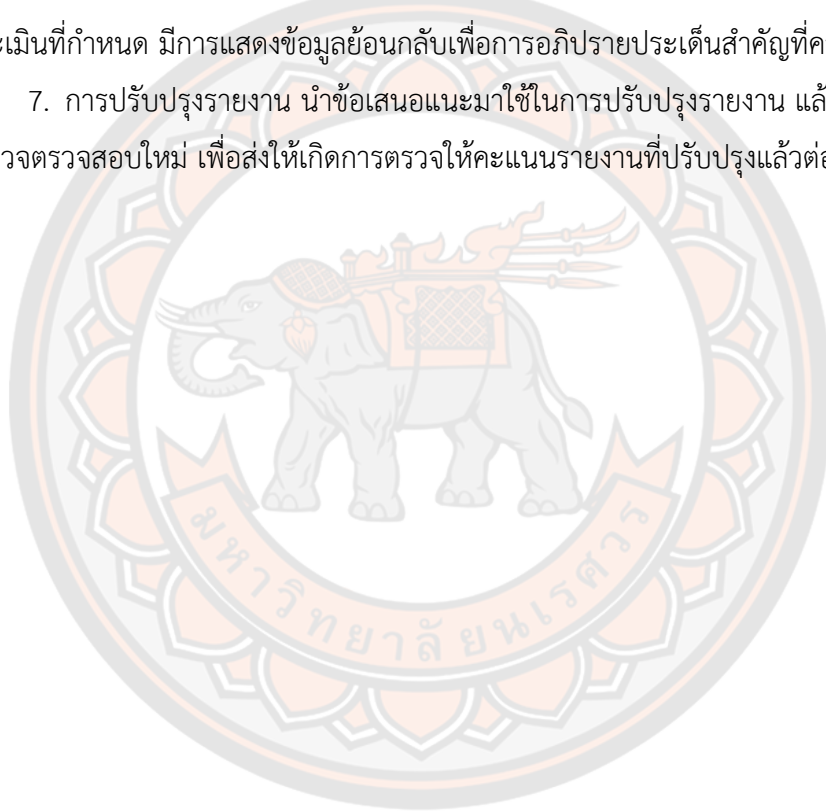 ะเมินที่กำหนด มีการแสดงข้อมูลย้อนกลับเพื่อการอภิปรายประเด็นสำคัญที่ค
7. การปรับปรุงรายงาน นำข้อเสนอแนะมาใช้ในการปรับปรุงรายงาน แล้
วจตรวจสอบใหม่ เพื่อส่งให้เกิดการตรวจให้คะแนนรายงานที่ปรับปรุงแล้วต่อ
มหาวิทยาลัยนเรศวร